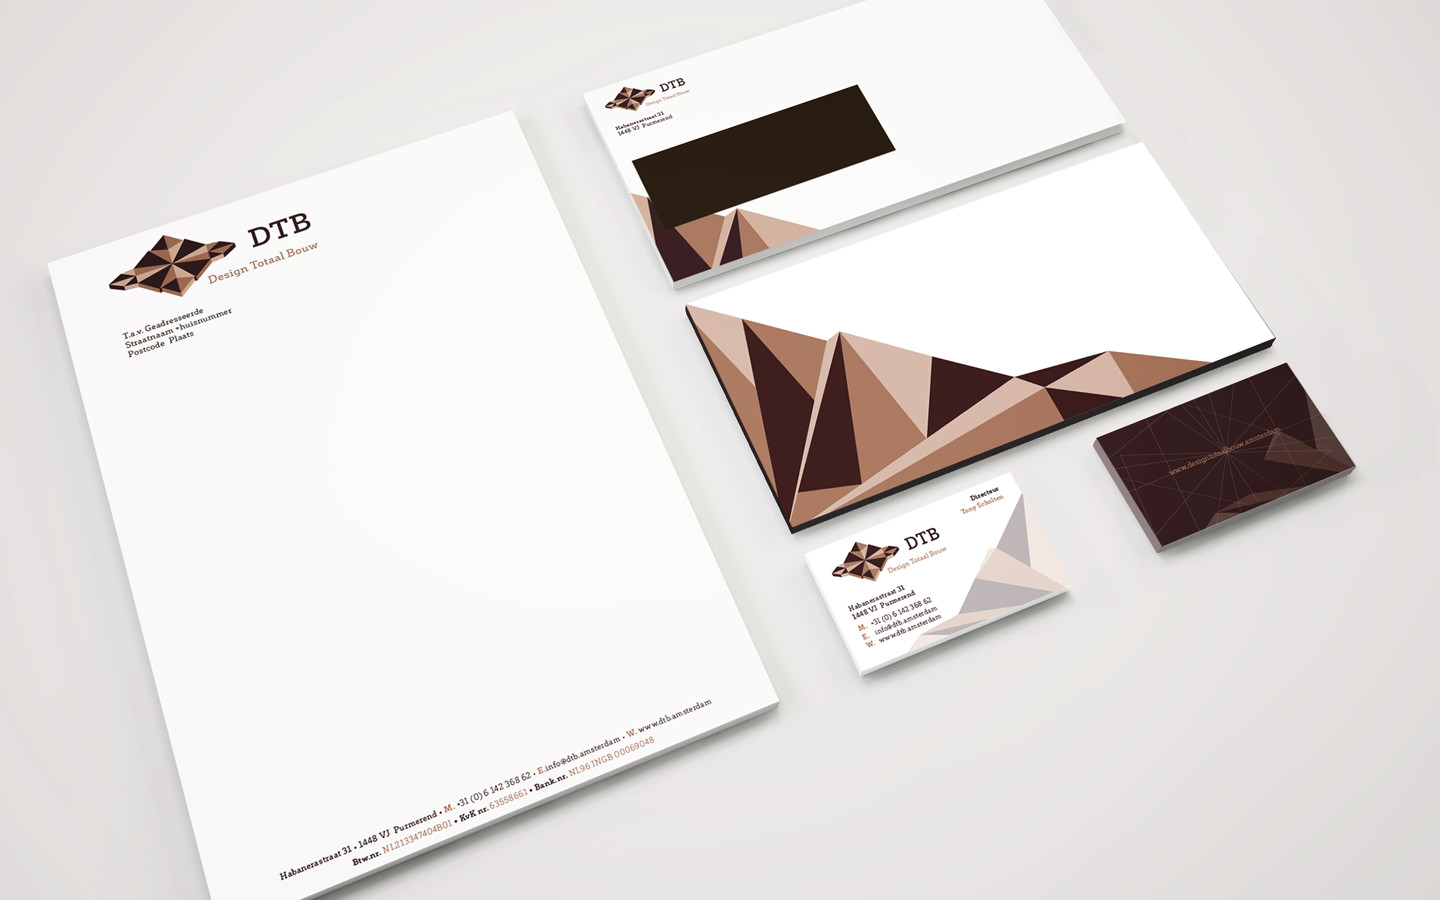 DTB
Design Totaal Bouw
T.a.v. Geadresseerde
Straatnaam + huisnummer
Postcode Plaats
Habanerastraat 31 • 1448 VJ Purmerend • M. +31 (0) 6 142 368 62 • E. info@dtb.amsterdam • W. www.dtb.amsterdam
Btw.nr. NL213347404B01 • KvK nr. 63558661 • Bank.nr. NL96 INGB 00069048
DTB
Design Totaal Bouw
Habanerastraat 31
1448 VJ Purmerend
Directeur
Tony Scholten
DTB
Design Totaal Bouw
Habanerastraat 31
1448 VJ Purmerend
M. +31 (0) 6 142 368 62
E. info@dtb.amsterdam
W. www.dtb.amsterdam
www.designtotaalbouw.amsterdam